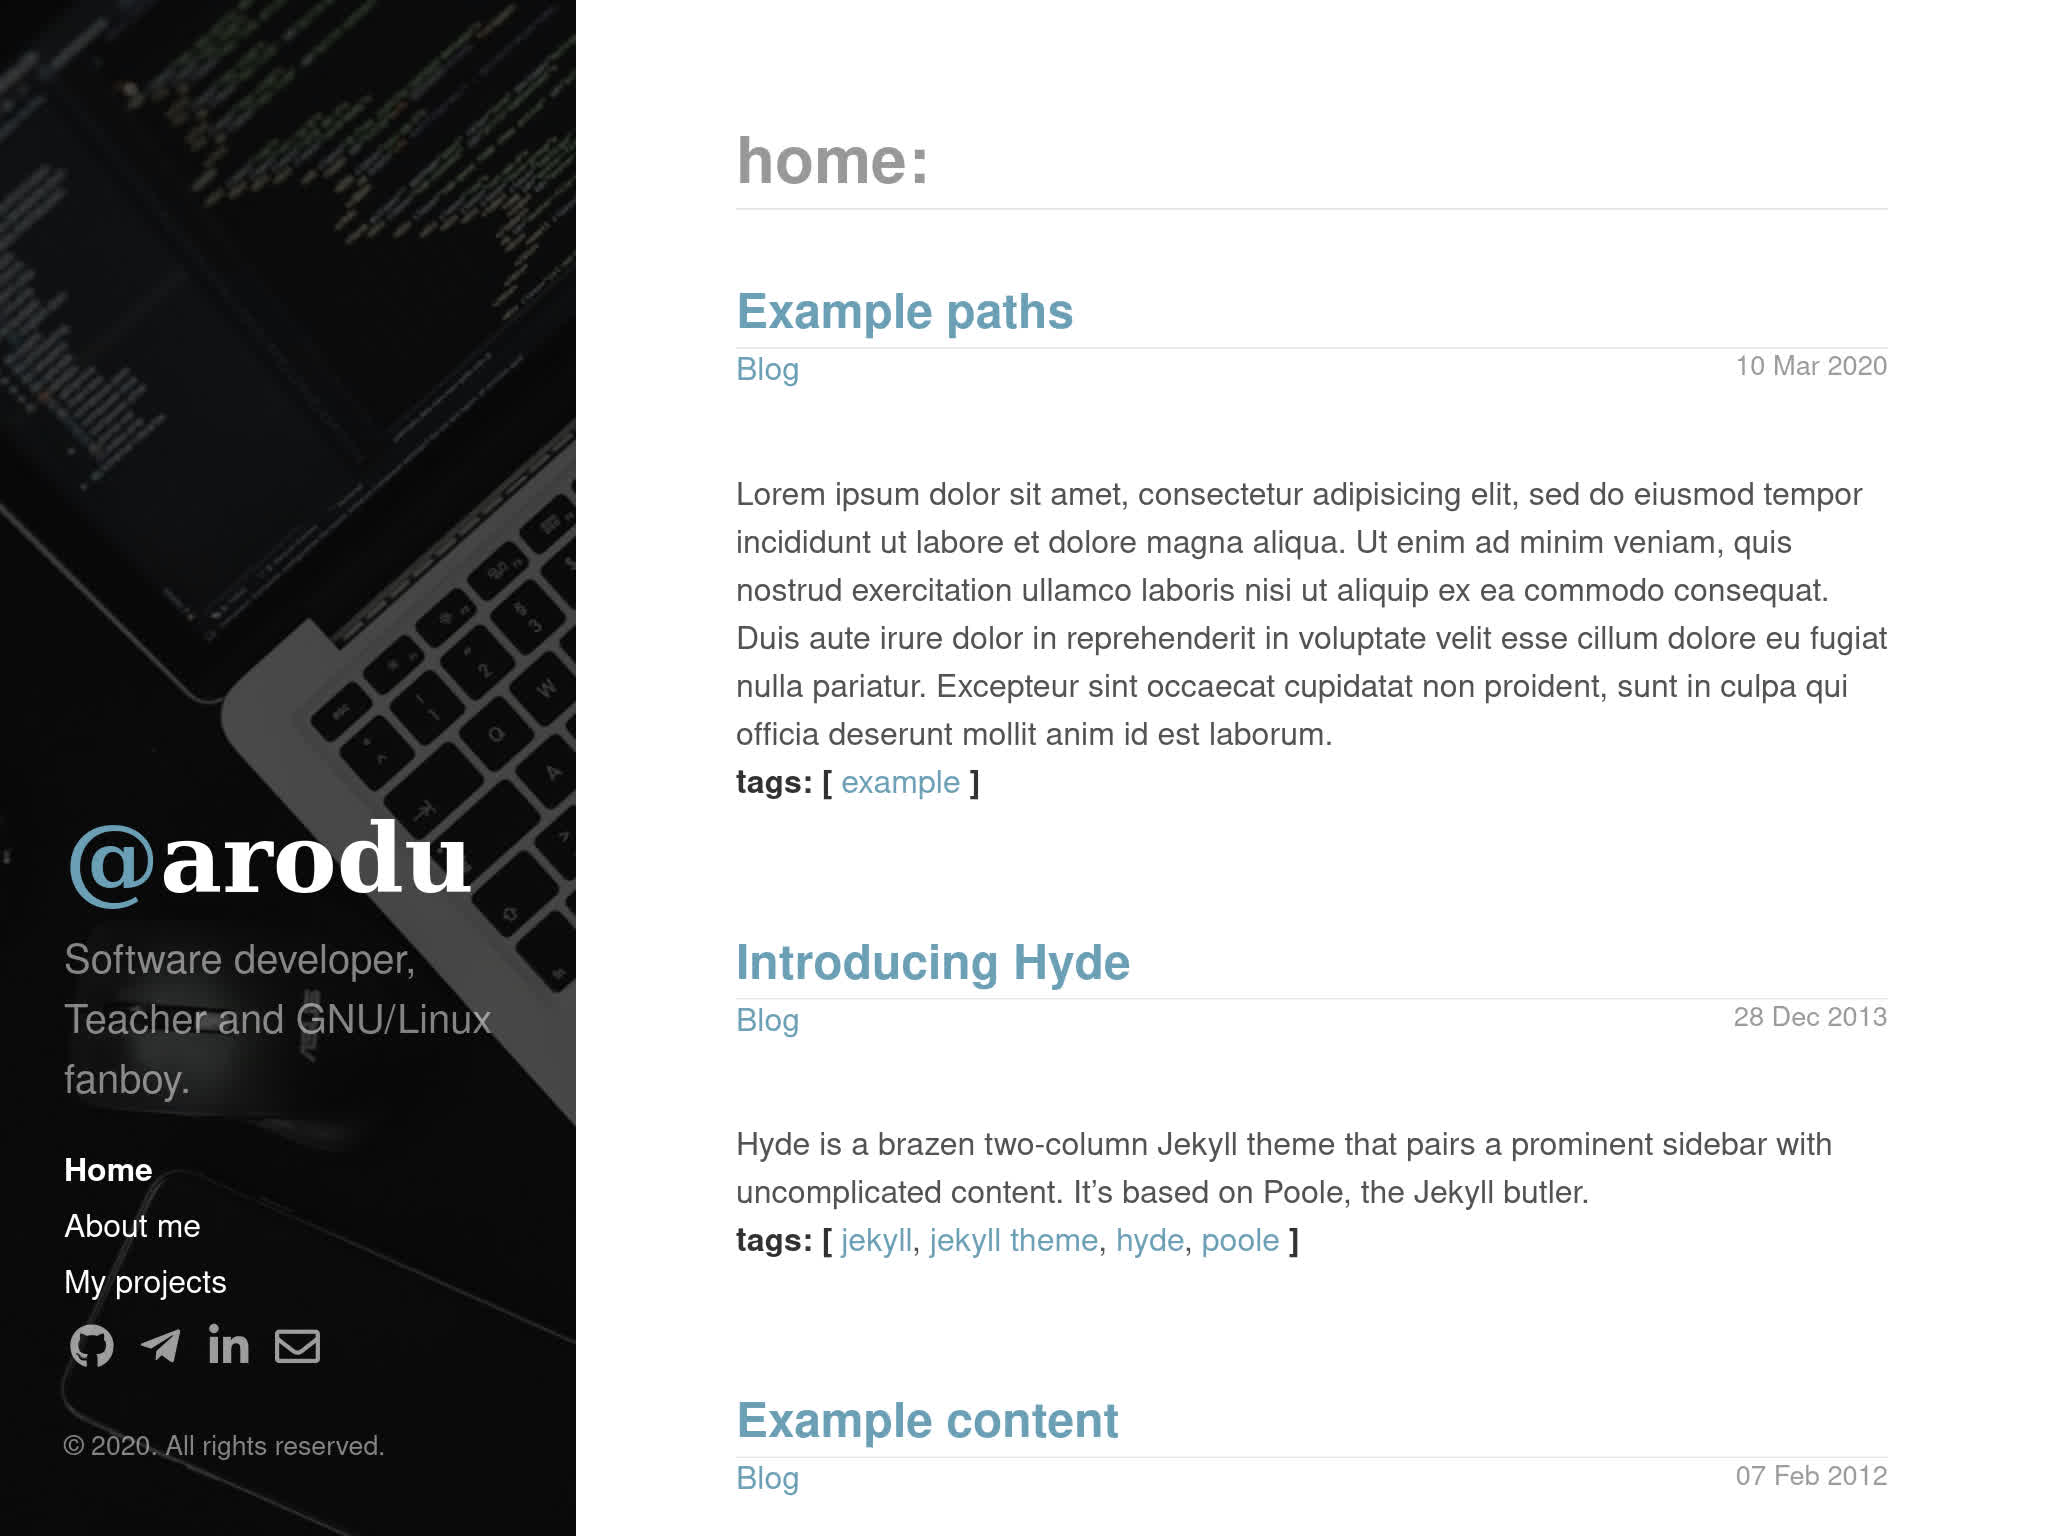 @arodu
Software developer,
Teacher and GNU/Linux
fanboy.
Home
About me
My projects
© 2020. All rights reserved.
home:
Example paths
Blog
10 Mar 2020
Lorem ipsum dolor sit amet, consectetur adipisicing elit, sed do eiusmod tempor
incididunt ut labore et dolore magna aliqua. Ut enim ad minim veniam, quis
nostrud exercitation ullamco laboris nisi ut aliquip ex ea commodo consequat.
Duis aute irure dolor in reprehenderit in voluptate velit esse cillum dolore eu fugiat
nulla pariatur. Excepteur sint occaecat cupidatat non proident, sunt in culpa qui
officia deserunt mollit anim id est laborum.
tags: [ example ]
Introducing Hyde
Blog
28 Dec 2013
Hyde is a brazen two-column Jekyll theme that pairs a prominent sidebar with
uncomplicated content. It’s based on Poole, the Jekyll butler.
tags: [ jekyll, jekyll theme, hyde, poole ]
Example content
Blog
07 Feb 2012